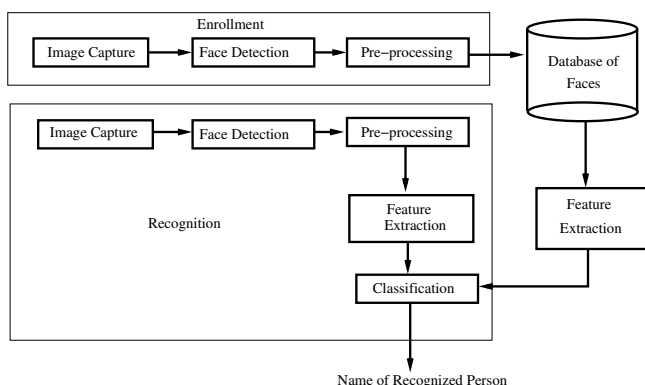 Enrollment
Image Capture
Face Detection
Pre−processing
Database of
Faces
Image Capture
Face Detection
Pre−processing
Recognition
Feature
Extraction
Feature
Extraction
Classification
Name of Recognized Person